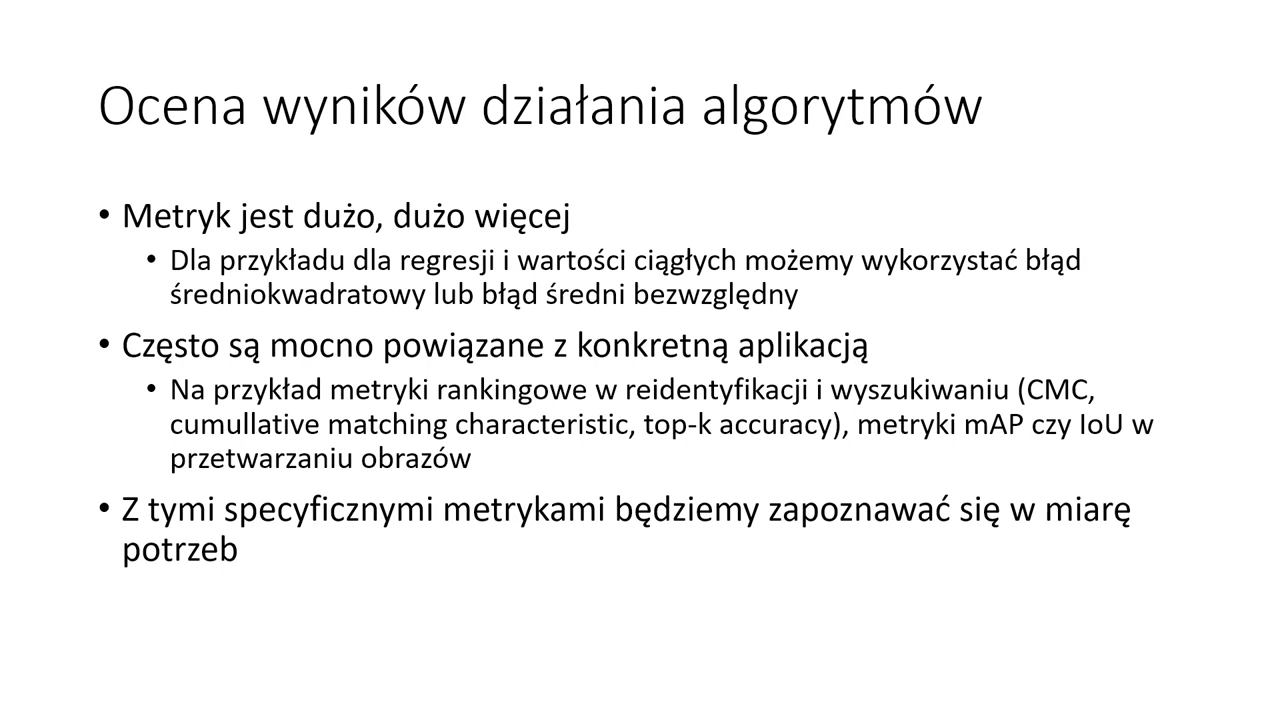 Ocena wyników działania algorytmów
• Metryk jest dużo, dużo więcej
• Dla przykładu dla regresji i wartości ciągłych możemy wykorzystać błąd
średniokwadratowy lub błąd średni bezwzględny
• Często są mocno powiązane z konkretną aplikacją
• Na przykład metryki rankingowe w reidentyfikacji i wyszukiwaniu (CMC,
cumullative matching characteristic, top-k accuracy), metryki mAP czy IoU w
przetwarzaniu obrazów
• Z tymi specyficznymi metrykami będziemy zapoznawać się w miarę
potrzeb